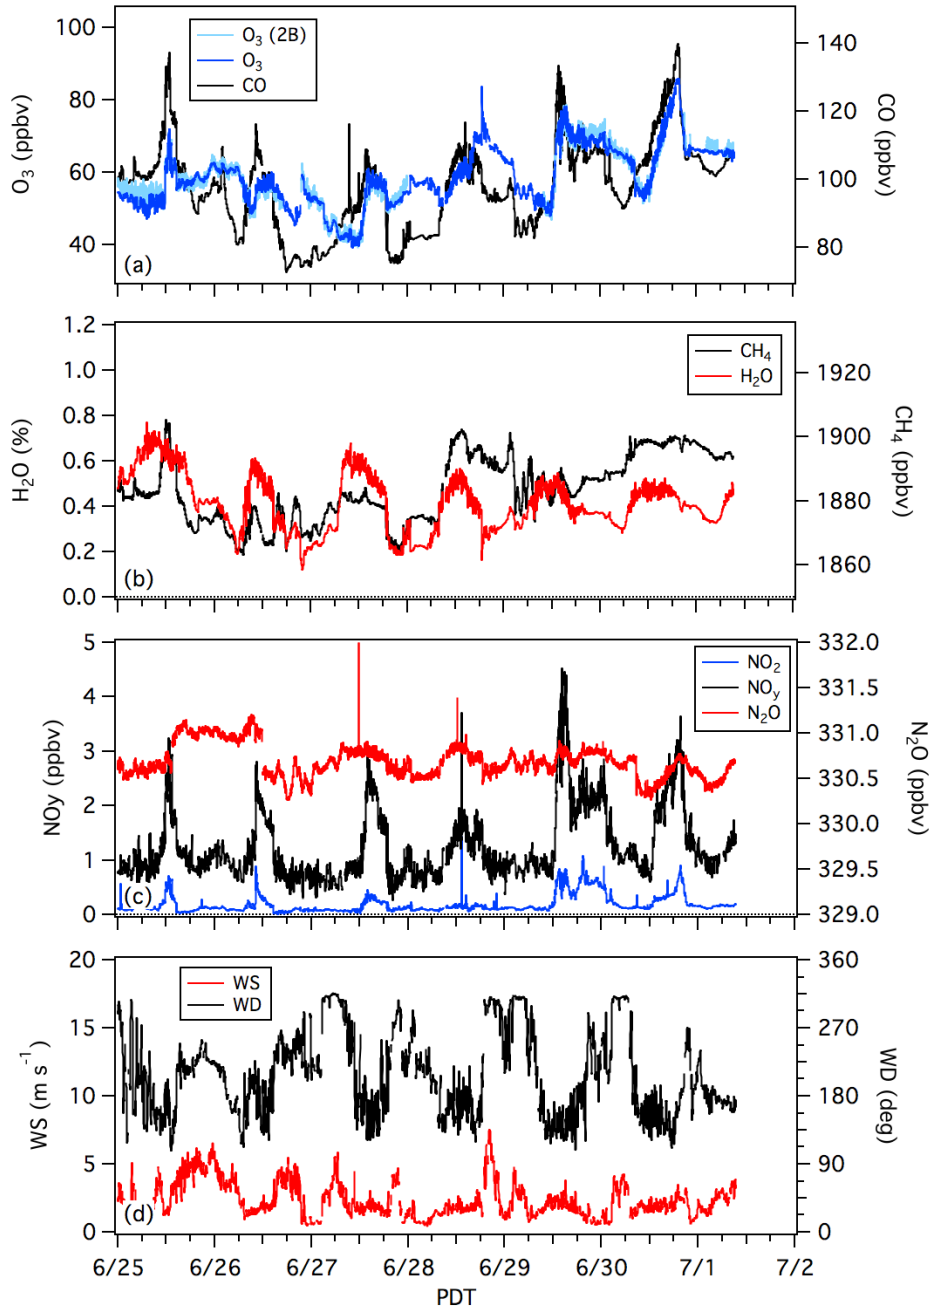 100
80
60
40
O3 (ppbv)
O3 (2B)
O3
CO
140
120
100
80
CO (ppbv)
(a)
1.2
1.0
0.8
0.6
0.4
0.2
0.0
H2O (%)
CH4
H2O
1920
1900
1880
1860
CH4 (ppbv)
(b)
5
4
3
2
1
0
NOy (ppbv)
NO2
NOy
N2O
332.0
331.5
331.0
330.5
330.0
329.5
329.0
N2O (ppbv)
(c)
20
15
10
5
0
WS (m s-1)
WS
WD
360
270
180
90
0
WD (deg)
(d)
6/25 6/26 6/27 6/28 6/29 6/30 7/1 7/2
PDT